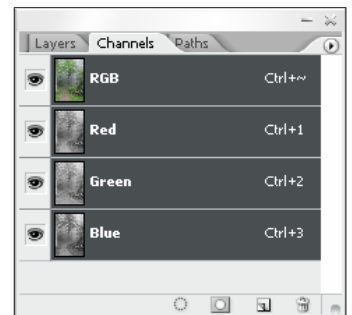 Layers Channels Paths
RGB Ctrl+~
Red Ctrl+1
Green Ctrl+2
Blue Ctrl+3